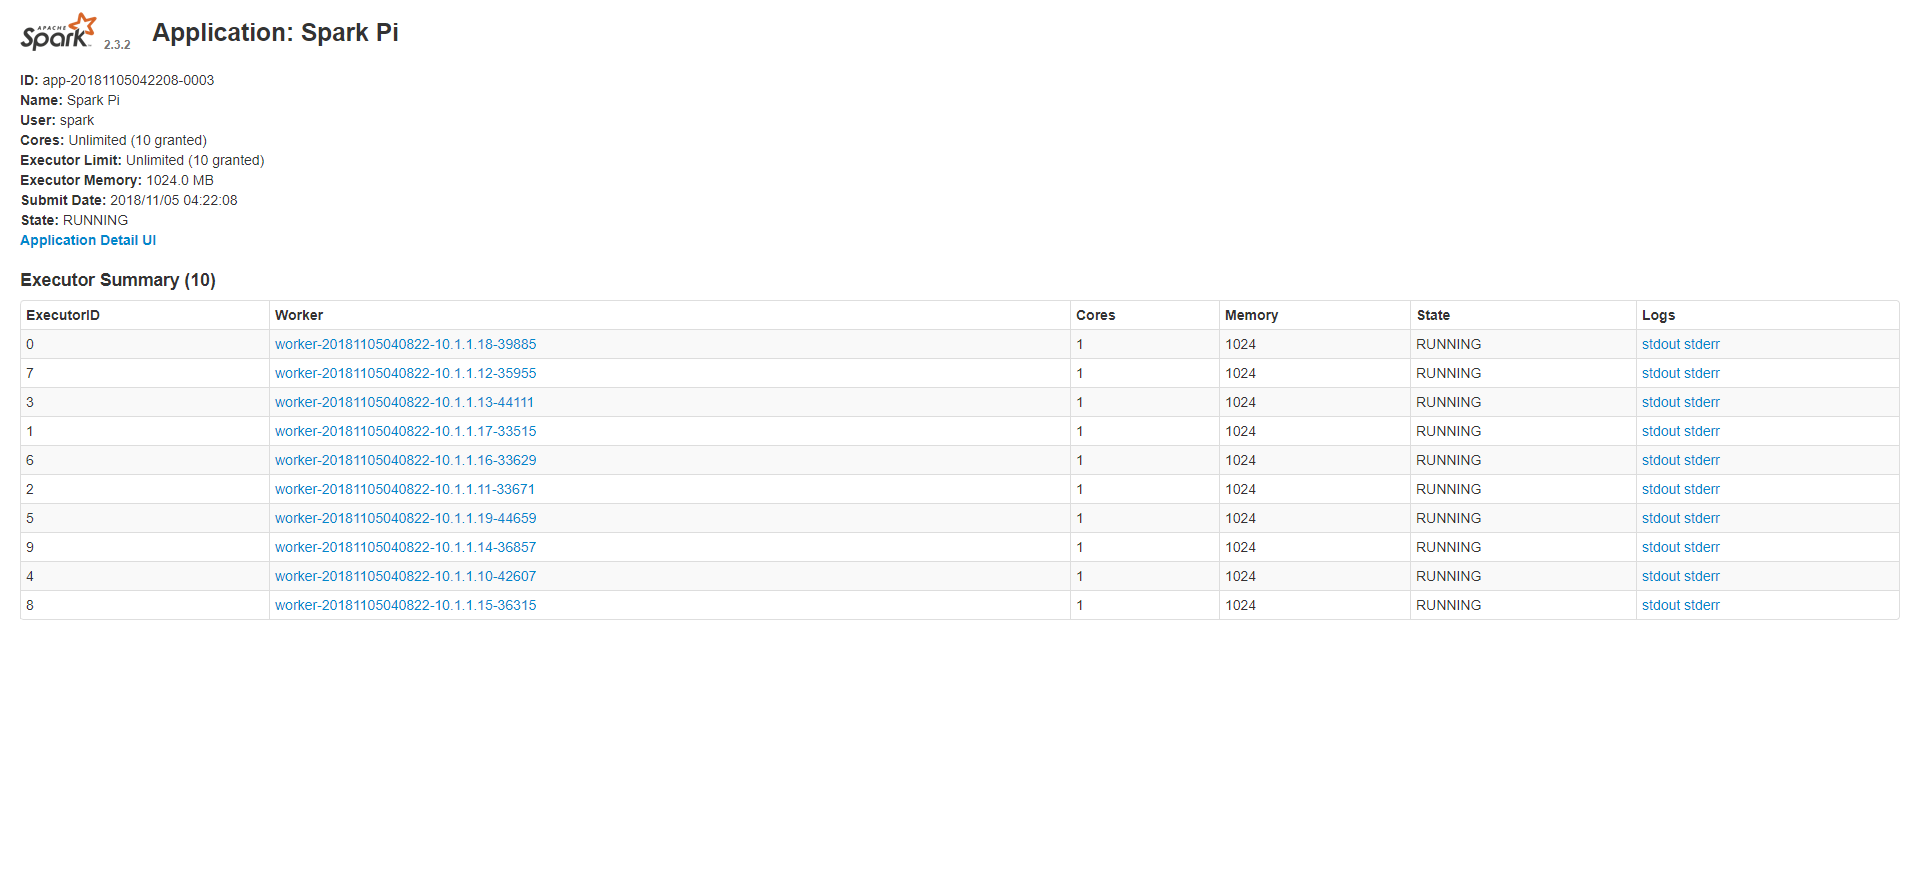 APACHE
Spark™ 2.3.2 Application: Spark Pi
ID: app-20181105042208-0003
Name: Spark Pi
User: spark
Cores: Unlimited (10 granted)
Executor Limit: Unlimited (10 granted)
Executor Memory: 1024.0 MB
Submit Date: 2018/11/05 04:22:08
State: RUNNING
Application Detail UI
Executor Summary (10)
ExecutorID Worker Cores Memory State Logs
0 worker-20181105040822-10.1.1.18-39885 1 1024 RUNNING stdout stderr
7 worker-20181105040822-10.1.1.12-35955 1 1024 RUNNING stdout stderr
3 worker-20181105040822-10.1.1.13-44111 1 1024 RUNNING stdout stderr
1 worker-20181105040822-10.1.1.17-33515 1 1024 RUNNING stdout stderr
6 worker-20181105040822-10.1.1.16-33629 1 1024 RUNNING stdout stderr
2 worker-20181105040822-10.1.1.11-33671 1 1024 RUNNING stdout stderr
5 worker-20181105040822-10.1.1.19-44659 1 1024 RUNNING stdout stderr
9 worker-20181105040822-10.1.1.14-36857 1 1024 RUNNING stdout stderr
4 worker-20181105040822-10.1.1.10-42607 1 1024 RUNNING stdout stderr
8 worker-20181105040822-10.1.1.15-36315 1 1024 RUNNING stdout stderr